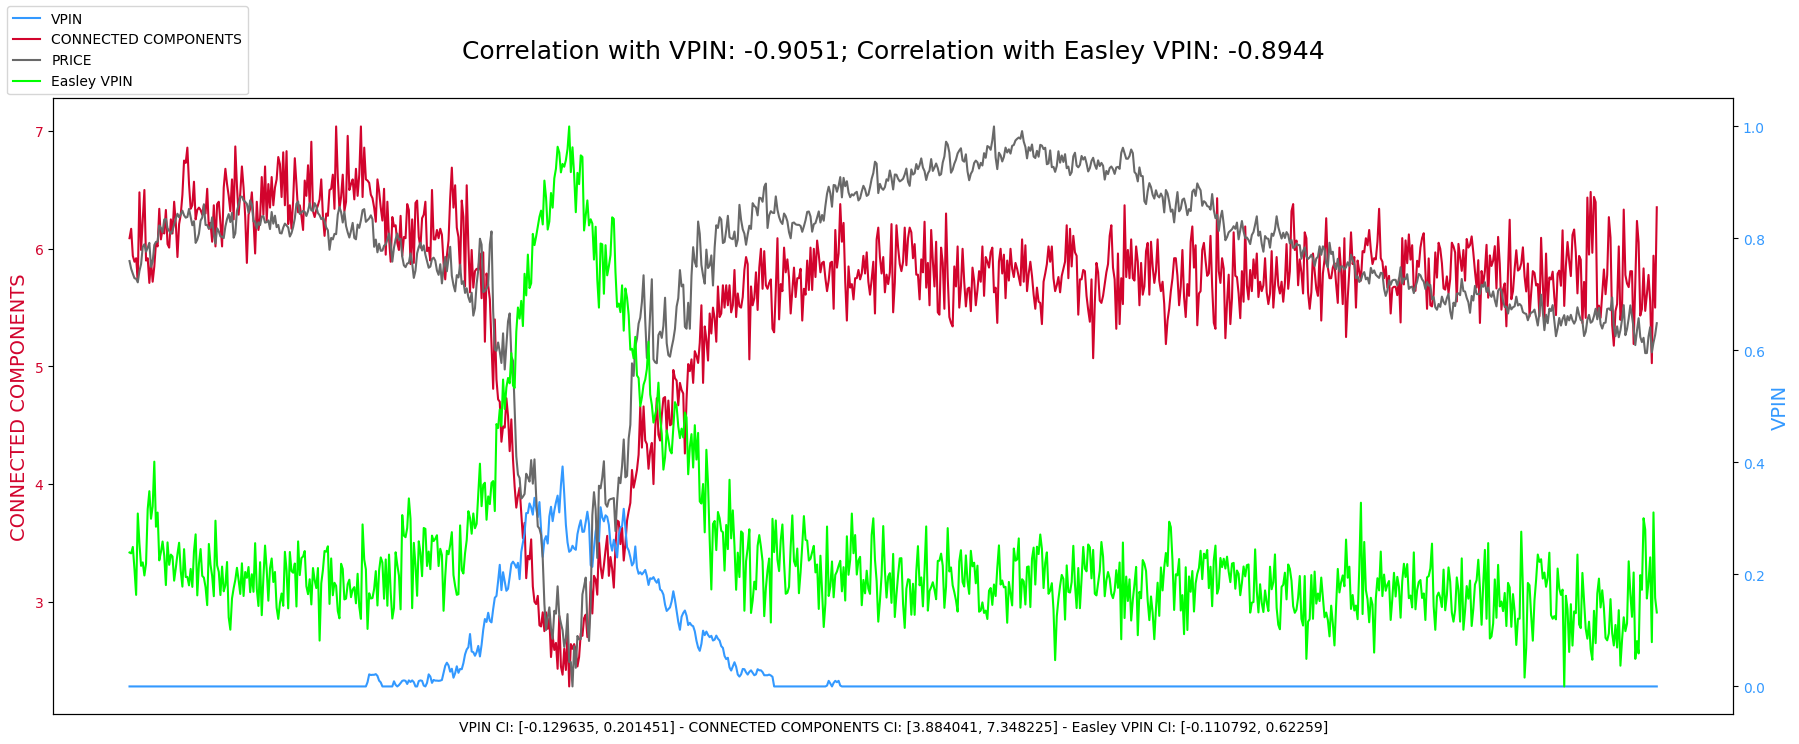 VPIN
CONNECTED COMPONENTS
PRICE
Easley VPIN
Correlation with VPIN: -0.9051; Correlation with Easley VPIN: -0.8944
CONNECTED COMPONENTS
7
6
5
4
3
1.0
0.8
0.6
0.4
0.2
0.0
VPIN
VPIN CI: [-0.129635, 0.201451] - CONNECTED COMPONENTS CI: [3.884041, 7.348225] - Easley VPIN CI: [-0.110792, 0.62259]